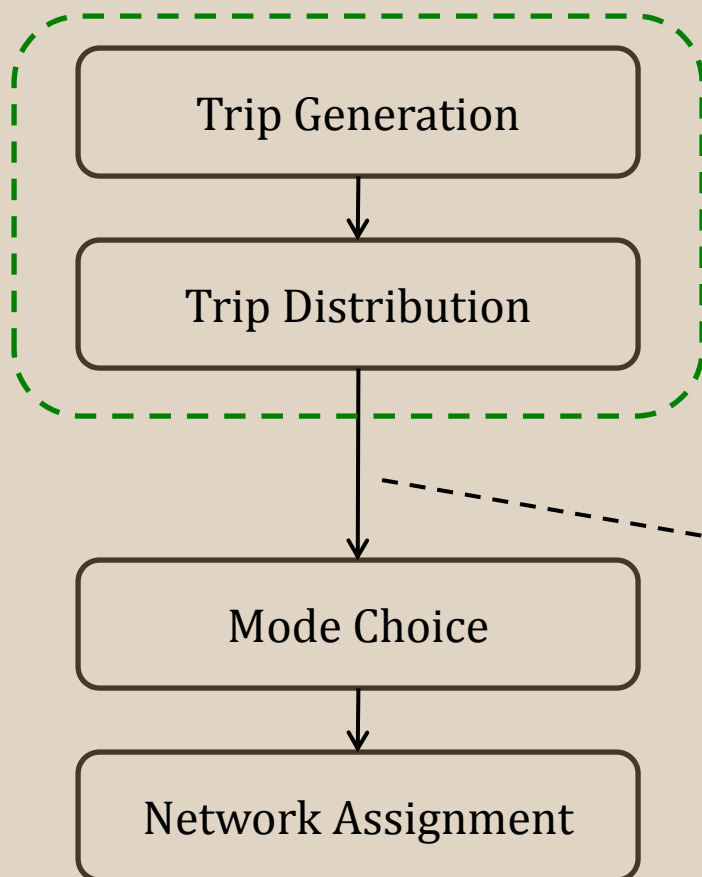 Trip Generation
Trip Distribution
Mode Choice
Network Assignment